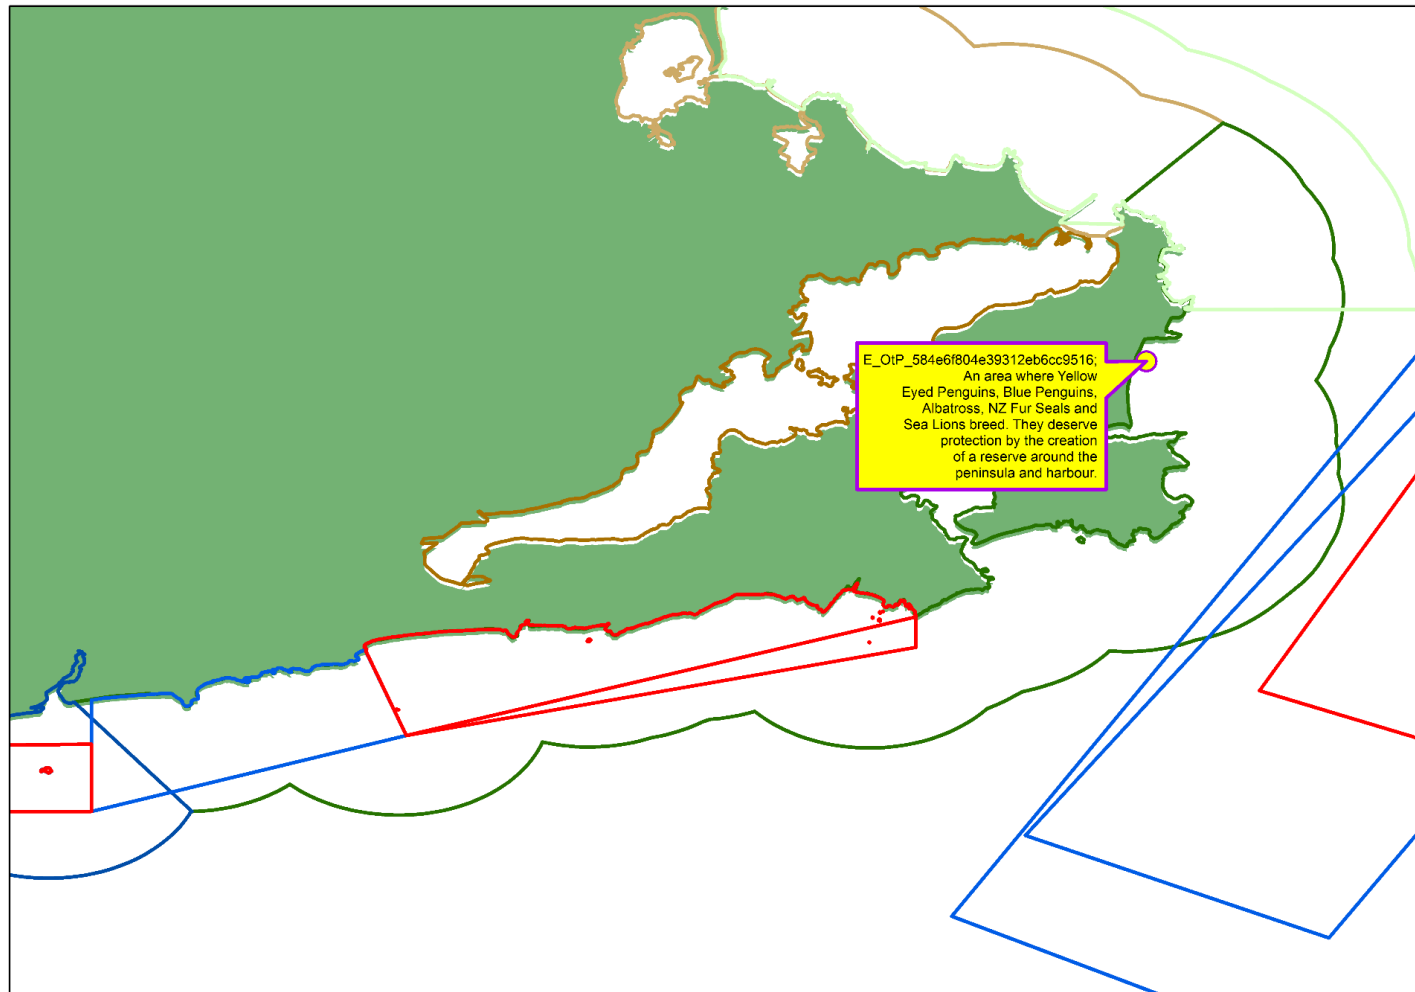 E_OtP_584e6f804e39312eb6cc9516;
An area where Yellow
Eyed Penguins, Blue Penguins,
Albatross, NZ Fur Seals and
Sea Lions breed. They deserve
protection by the creation
of a reserve around the
peninsula and harbour.